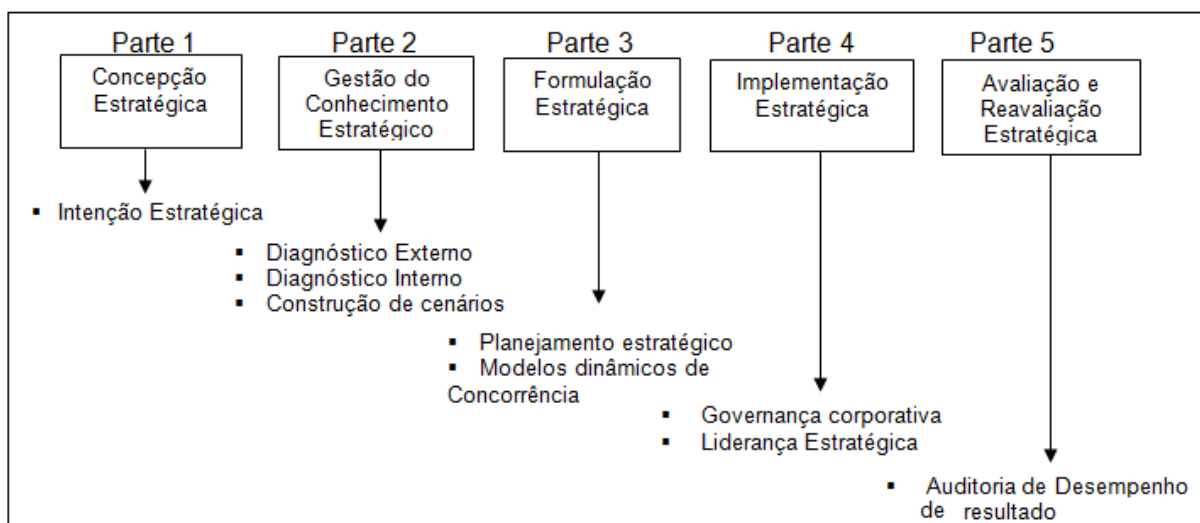 Parte 1
Concepção
Estratégica
▪ Intenção Estratégica
Parte 2
Gestão do
Conhecimento
Estratégico
▪ Diagnóstico Externo
▪ Diagnóstico Interno
▪ Construção de cenários
Parte 3
Formulação
Estratégica
▪ Planejamento estratégico
▪ Modelos dinâmicos de
Concorrência
Parte 4
Implementação
Estratégica
▪ Governança corporativa
▪ Liderança Estratégica
Parte 5
Avaliação e
Reavaliação
Estratégica
▪ Auditoria de Desempenho
de resultado